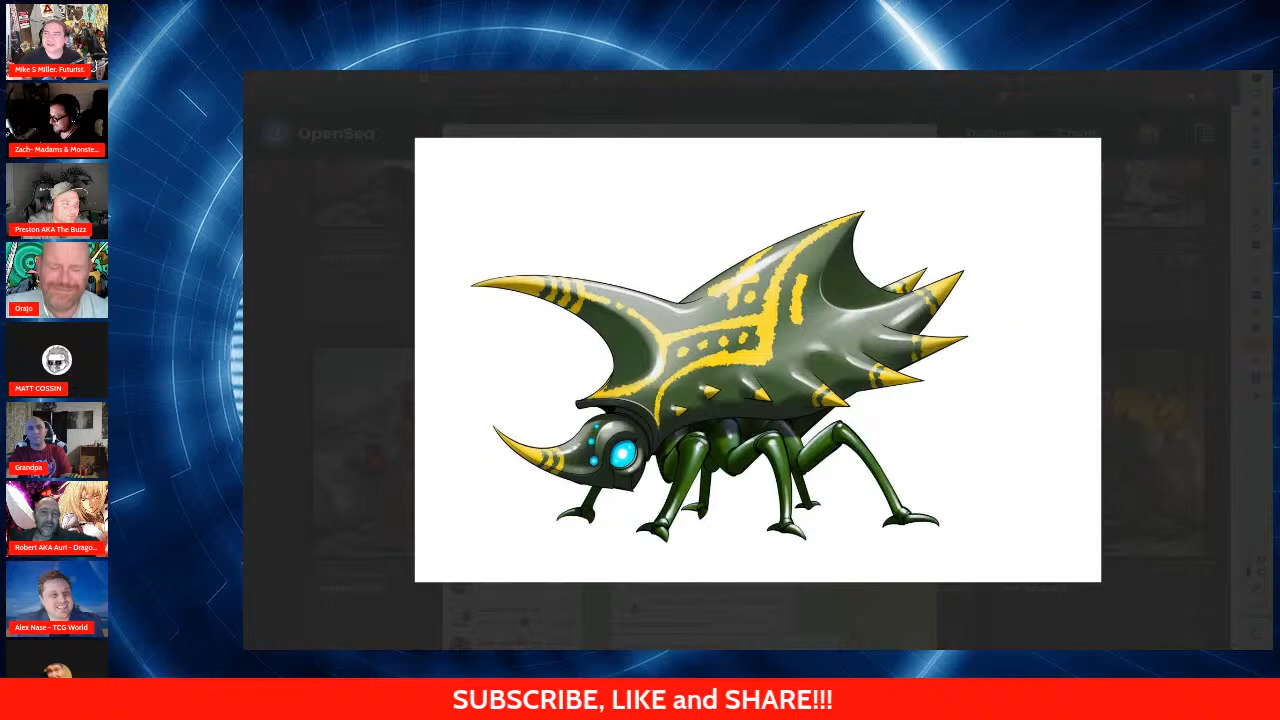 Mike S Miller. Futurist.
Zach- Madams & Monste...
Preston AKA The Buzz
Orajo
MATT COSSIN
Grandpa
Robert AKA Auri - Drago...
Alex Nase - TCG World
OpenSea
SUBSCRIBE, LIKE and SHARE!!!